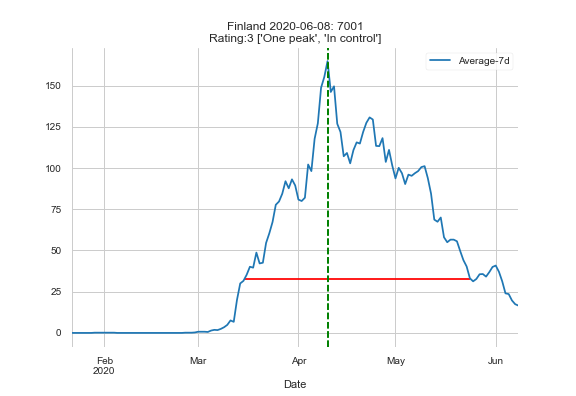 Finland 2020-06-08: 7001
Rating:3 ['One peak', 'In control']
Average-7d
150
125
100
75
50
25
0
Feb
2020
Mar
Apr
May
Jun
Date